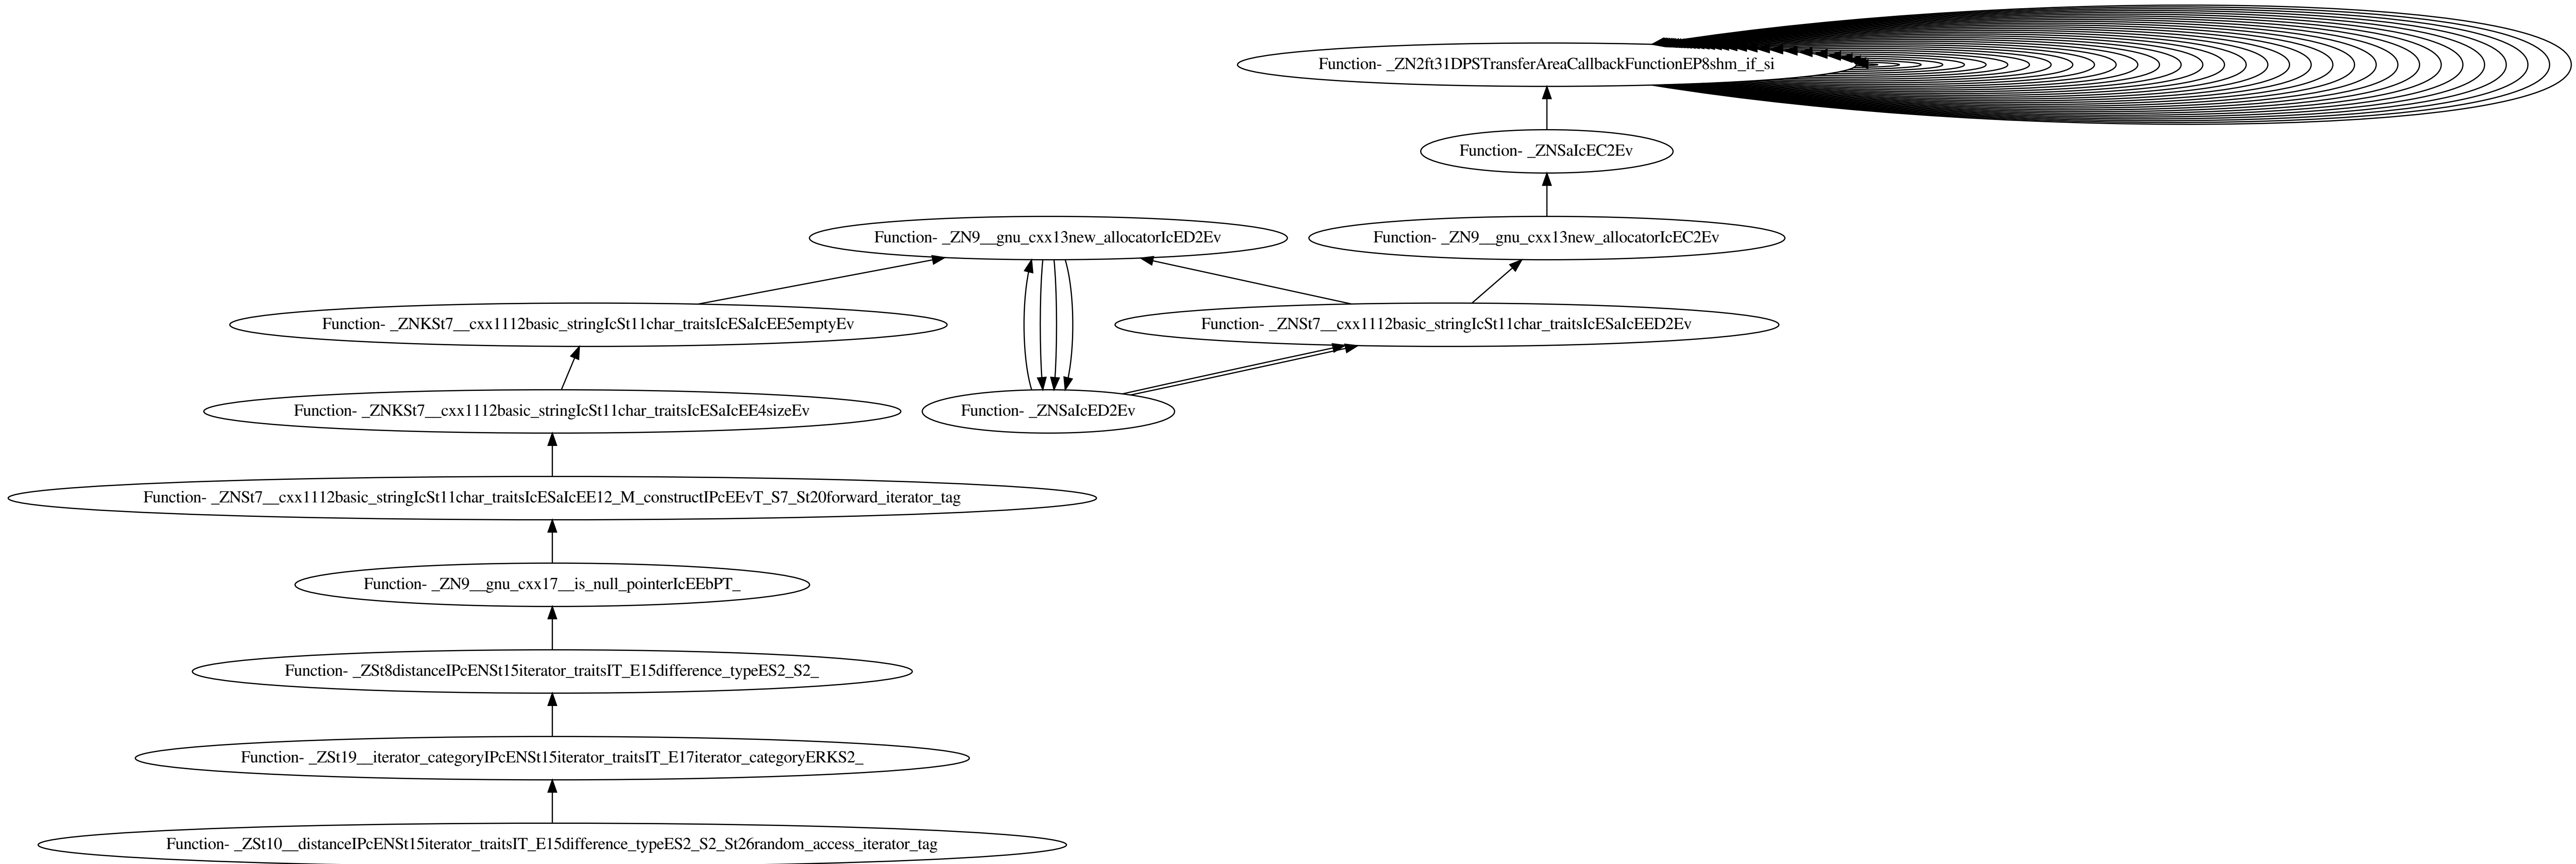 Function- _ZN2ft31DPSTransferAreaCallbackFunctionEP8shm_if_si
Function- _ZNSaIcEC2Ev
Function- _ZN9__gnu_cxx13new_allocatorIcED2Ev
Function- _ZN9__gnu_cxx13new_allocatorIcEC2Ev
Function- _ZNKSt7__cxx1112basic_stringIcSt11char_traitsIcESaIcEE5emptyEv
Function- _ZNSt7__cxx1112basic_stringIcSt11char_traitsIcESaIcEED2Ev
Function- _ZNKSt7__cxx1112basic_stringIcSt11char_traitsIcESaIcEE4sizeEv
Function- _ZNSaIcED2Ev
Function- _ZNSt7__cxx1112basic_stringIcSt11char_traitsIcESaIcEE12_M_constructIPcEEvT_S7_St20forward_iterator_tag
Function- _ZN9__gnu_cxx17__is_null_pointerIcEEbPT_
Function- _ZSt8distanceIPcENSt15iterator_traitsIT_E15difference_typeES2_S2_
Function- _ZSt19__iterator_categoryIPcENSt15iterator_traitsIT_E17iterator_categoryERKS2_
Function- _ZSt10__distanceIPcENSt15iterator_traitsIT_E15difference_typeES2_S2_St26random_access_iterator_tag